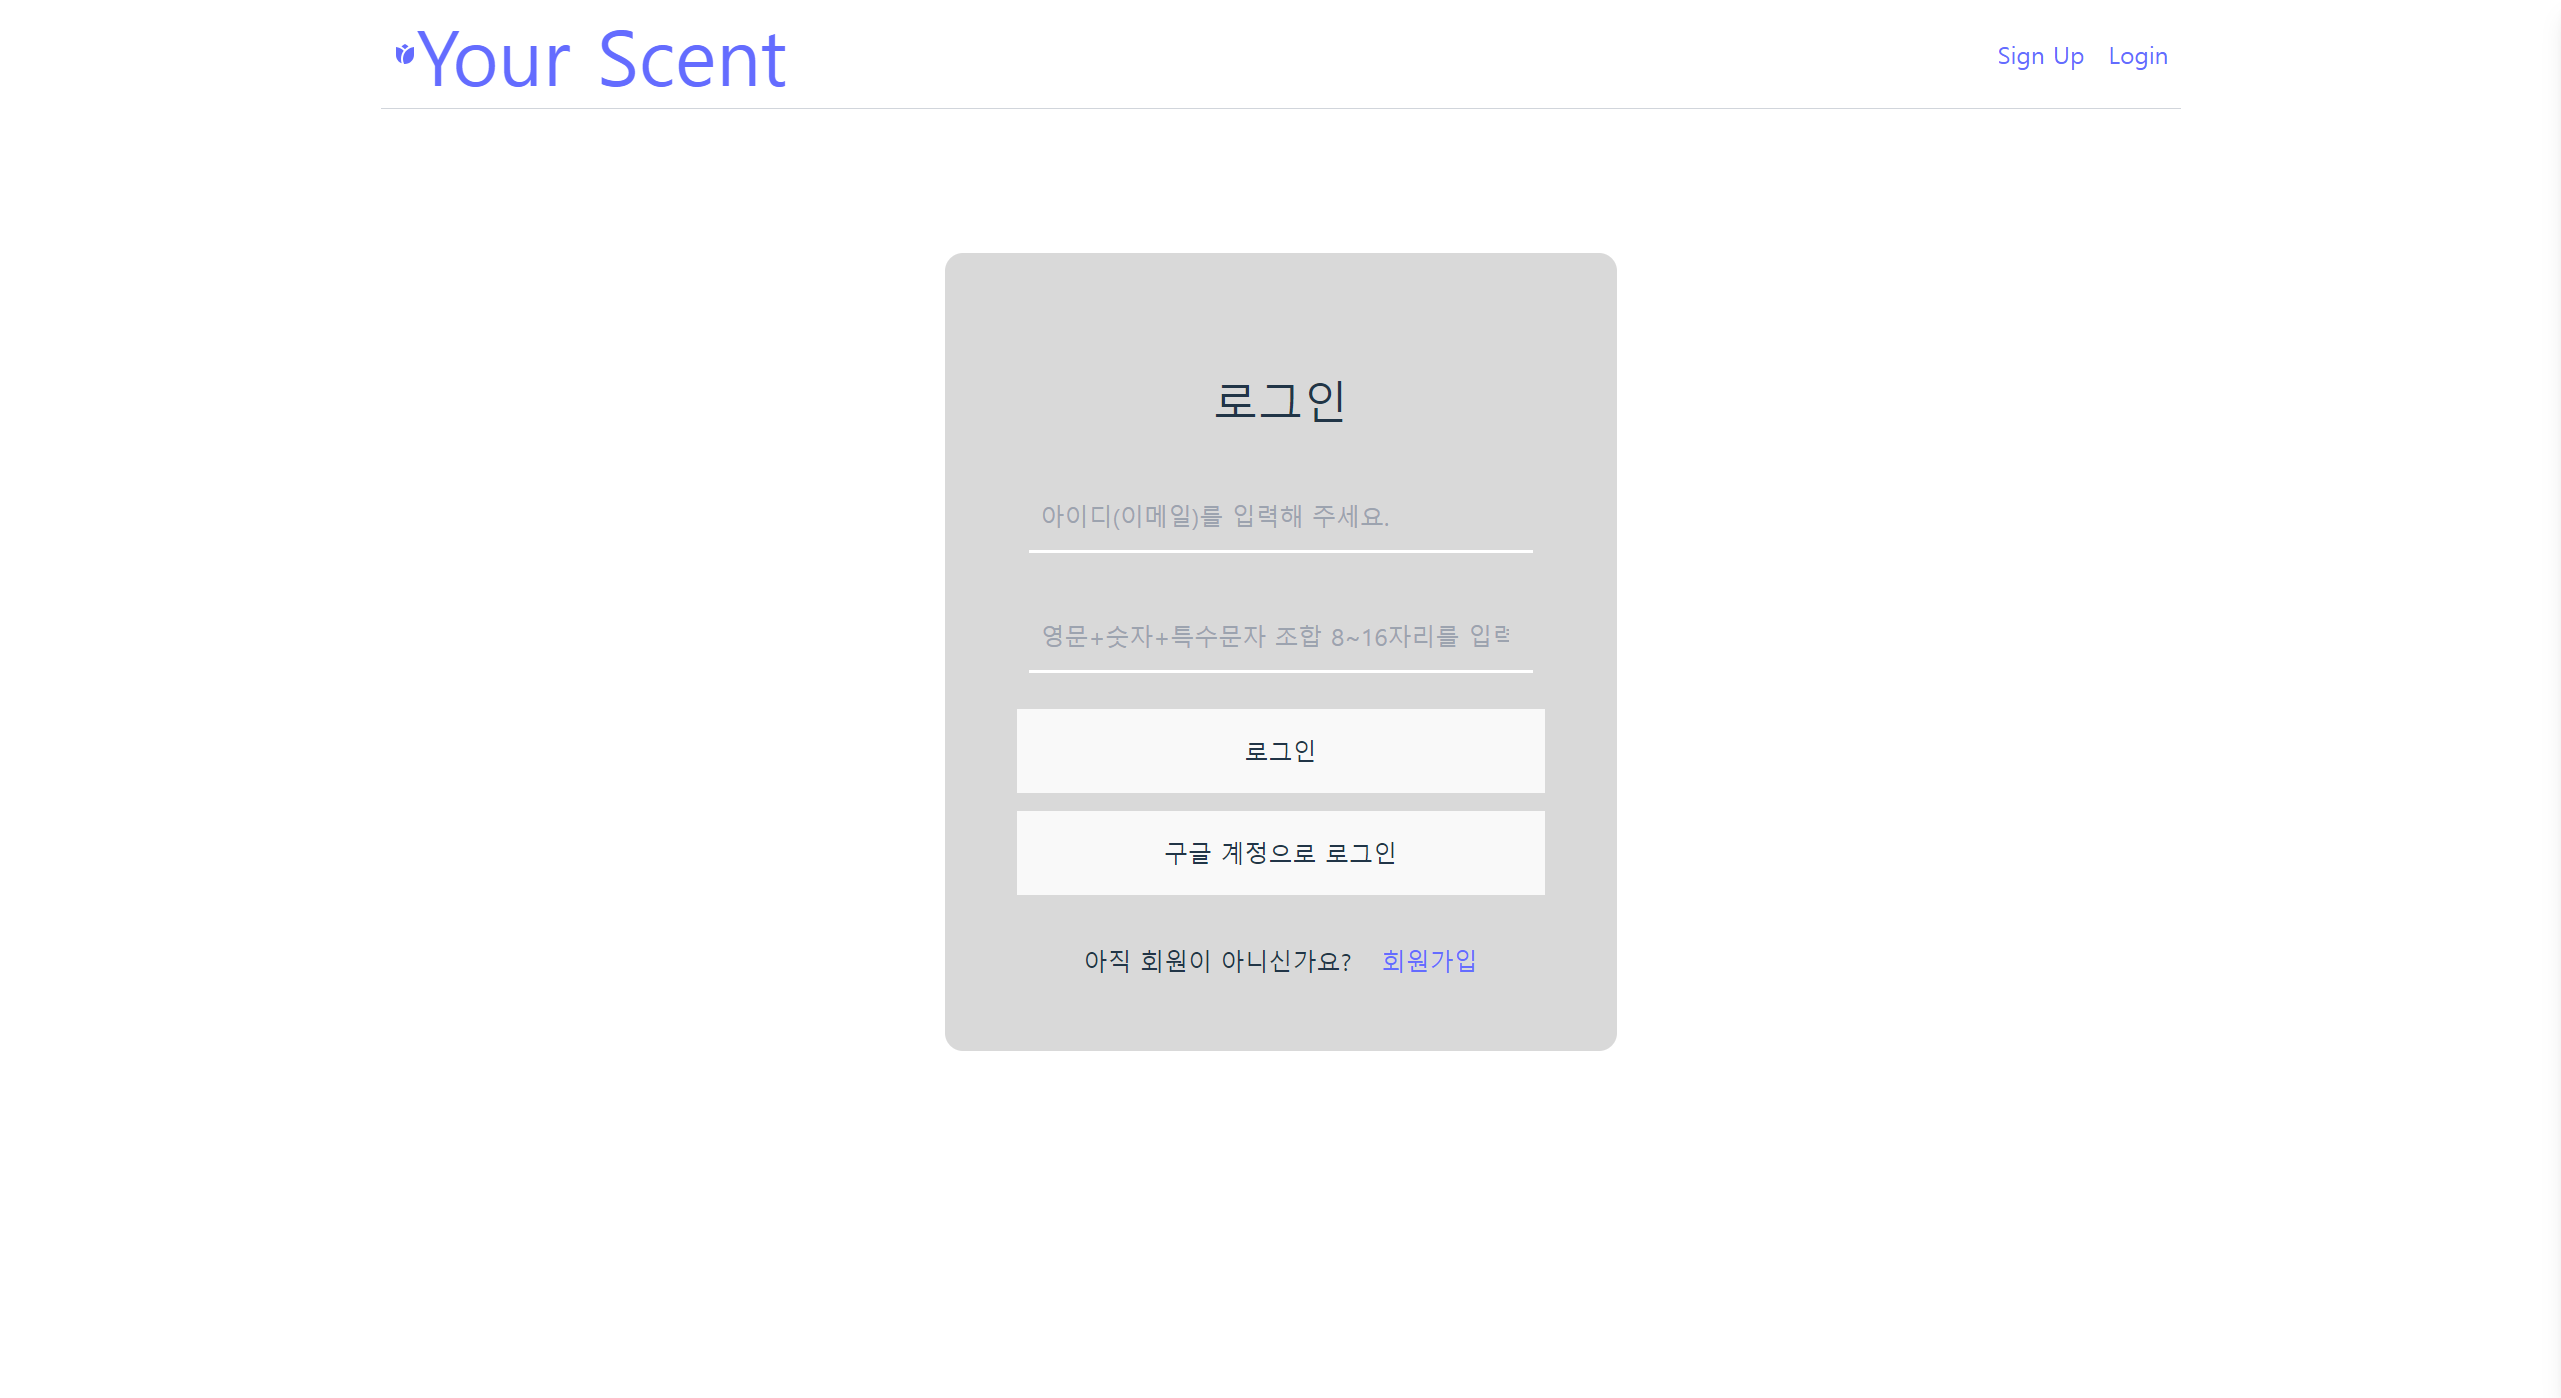 Your Scent
Sign Up Login
로그인
아이디(이메일)를 입력해 주세요.
영문+숫자+특수문자 조합 8~16자리를 입력
로그인
구글 계정으로 로그인
아직 회원이 아니신가요? 회원가입